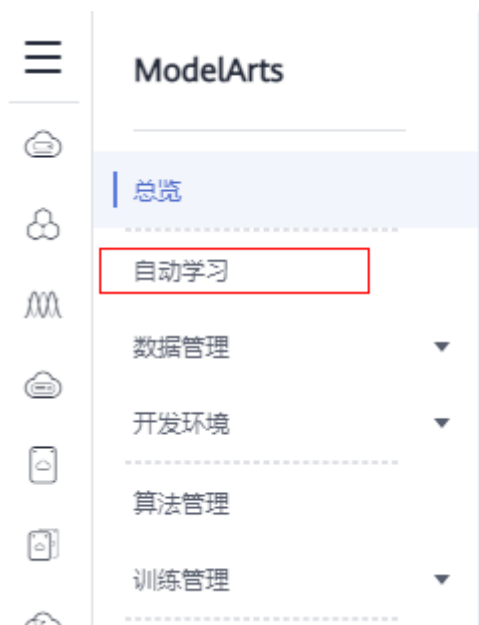 ModelArts
总览
自动学习
数据管理
开发环境
算法管理
训练管理